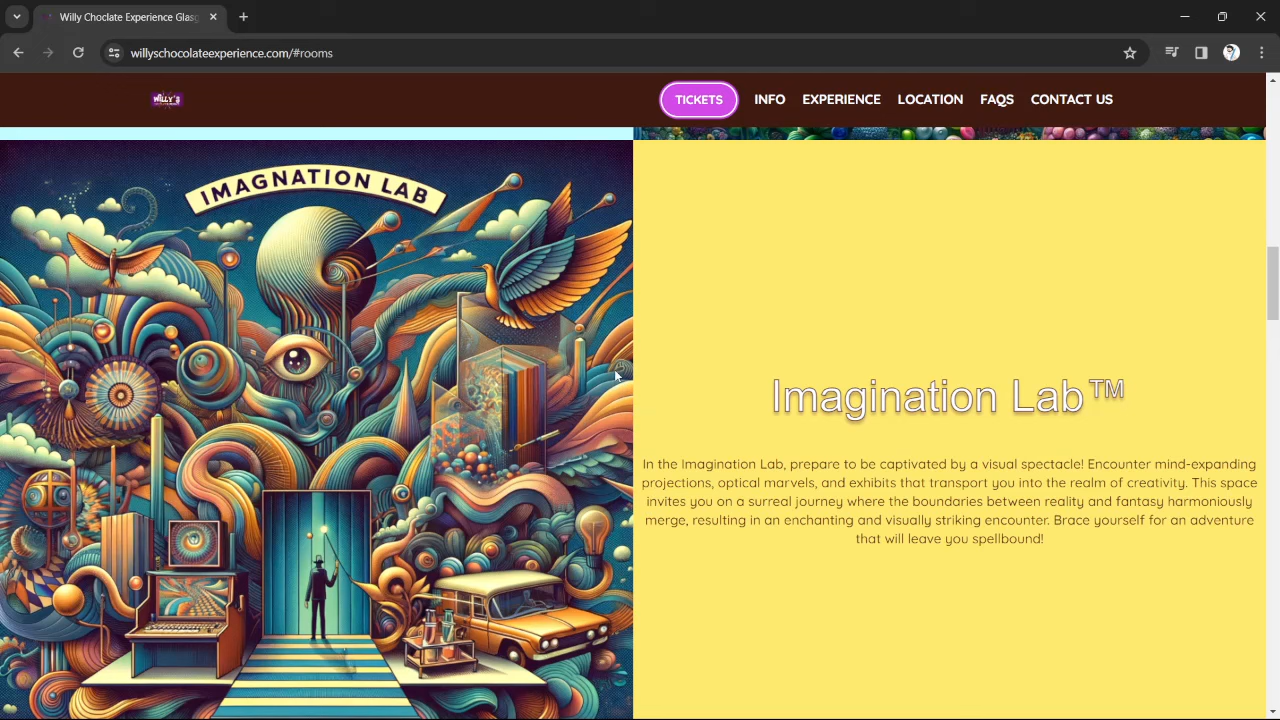 Willy Choclate Experience Glasg
willyschocolateexperience.com/#rooms
WILLY'S
TICKETS INFO EXPERIENCE LOCATION FAQS CONTACT US
IMAGNATION LAB
Imagination Lab™
In the Imagination Lab, prepare to be captivated by a visual spectacle! Encounter mind-expanding
projections, optical marvels, and exhibits that transport you into the realm of creativity. This space
invites you on a surreal journey where the boundaries between reality and fantasy harmoniously
merge, resulting in an enchanting and visually striking encounter. Brace yourself for an adventure
that will leave you spellbound!